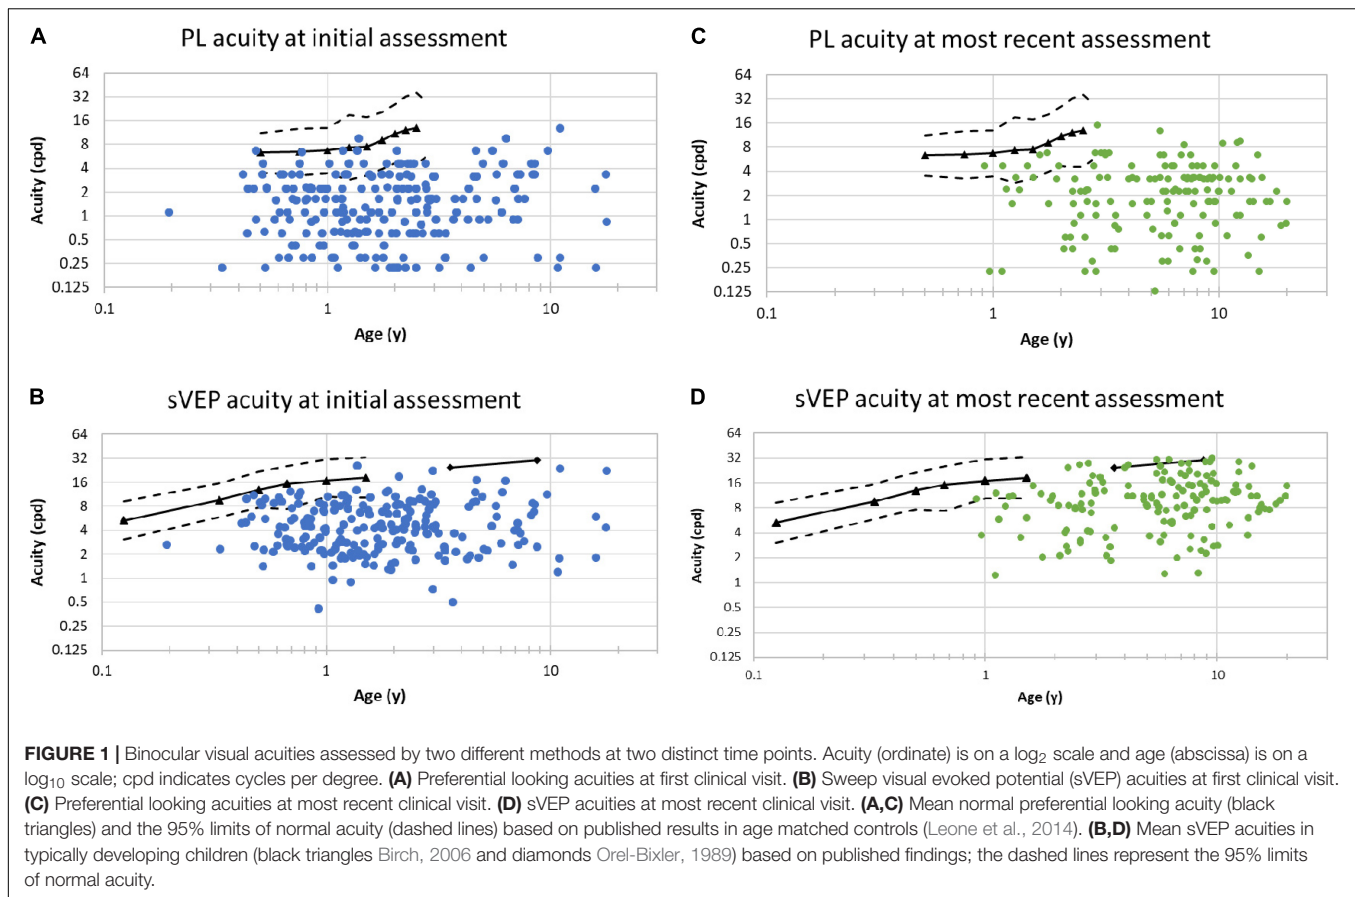 A
PL acuity at initial assessment
64
32
16
8
4
2
1
0.5
0.25
0.125
Acuity (cpd)
0.1
1
10
Age (y)
C
PL acuity at most recent assessment
64
32
16
8
4
2
1
0.5
0.25
0.125
Acuity (cpd)
0.1
1
10
Age (y)
B
sVEP acuity at initial assessment
64
32
16
8
4
2
1
0.5
0.25
0.125
Acuity (cpd)
0.1
1
10
Age (y)
D
sVEP acuity at most recent assessment
64
32
16
8
4
2
1
0.5
0.25
0.125
Acuity (cpd)
0.1
1
10
Age (y)
FIGURE 1 | Binocular visual acuities assessed by two different methods at two distinct time points. Acuity (ordinate) is on a log2 scale and age (abscissa) is on a
log10 scale; cpd indicates cycles per degree. (A) Preferential looking acuities at first clinical visit. (B) Sweep visual evoked potential (sVEP) acuities at first clinical visit.
(C) Preferential looking acuities at most recent clinical visit. (D) sVEP acuities at most recent clinical visit. (A,C) Mean normal preferential looking acuity (black
triangles) and the 95% limits of normal acuity (dashed lines) based on published results in age matched controls (Leone et al., 2014). (B,D) Mean sVEP acuities in
typically developing children (black triangles Birch, 2006 and diamonds Orel-Bixler, 1989) based on published findings; the dashed lines represent the 95% limits
of normal acuity.